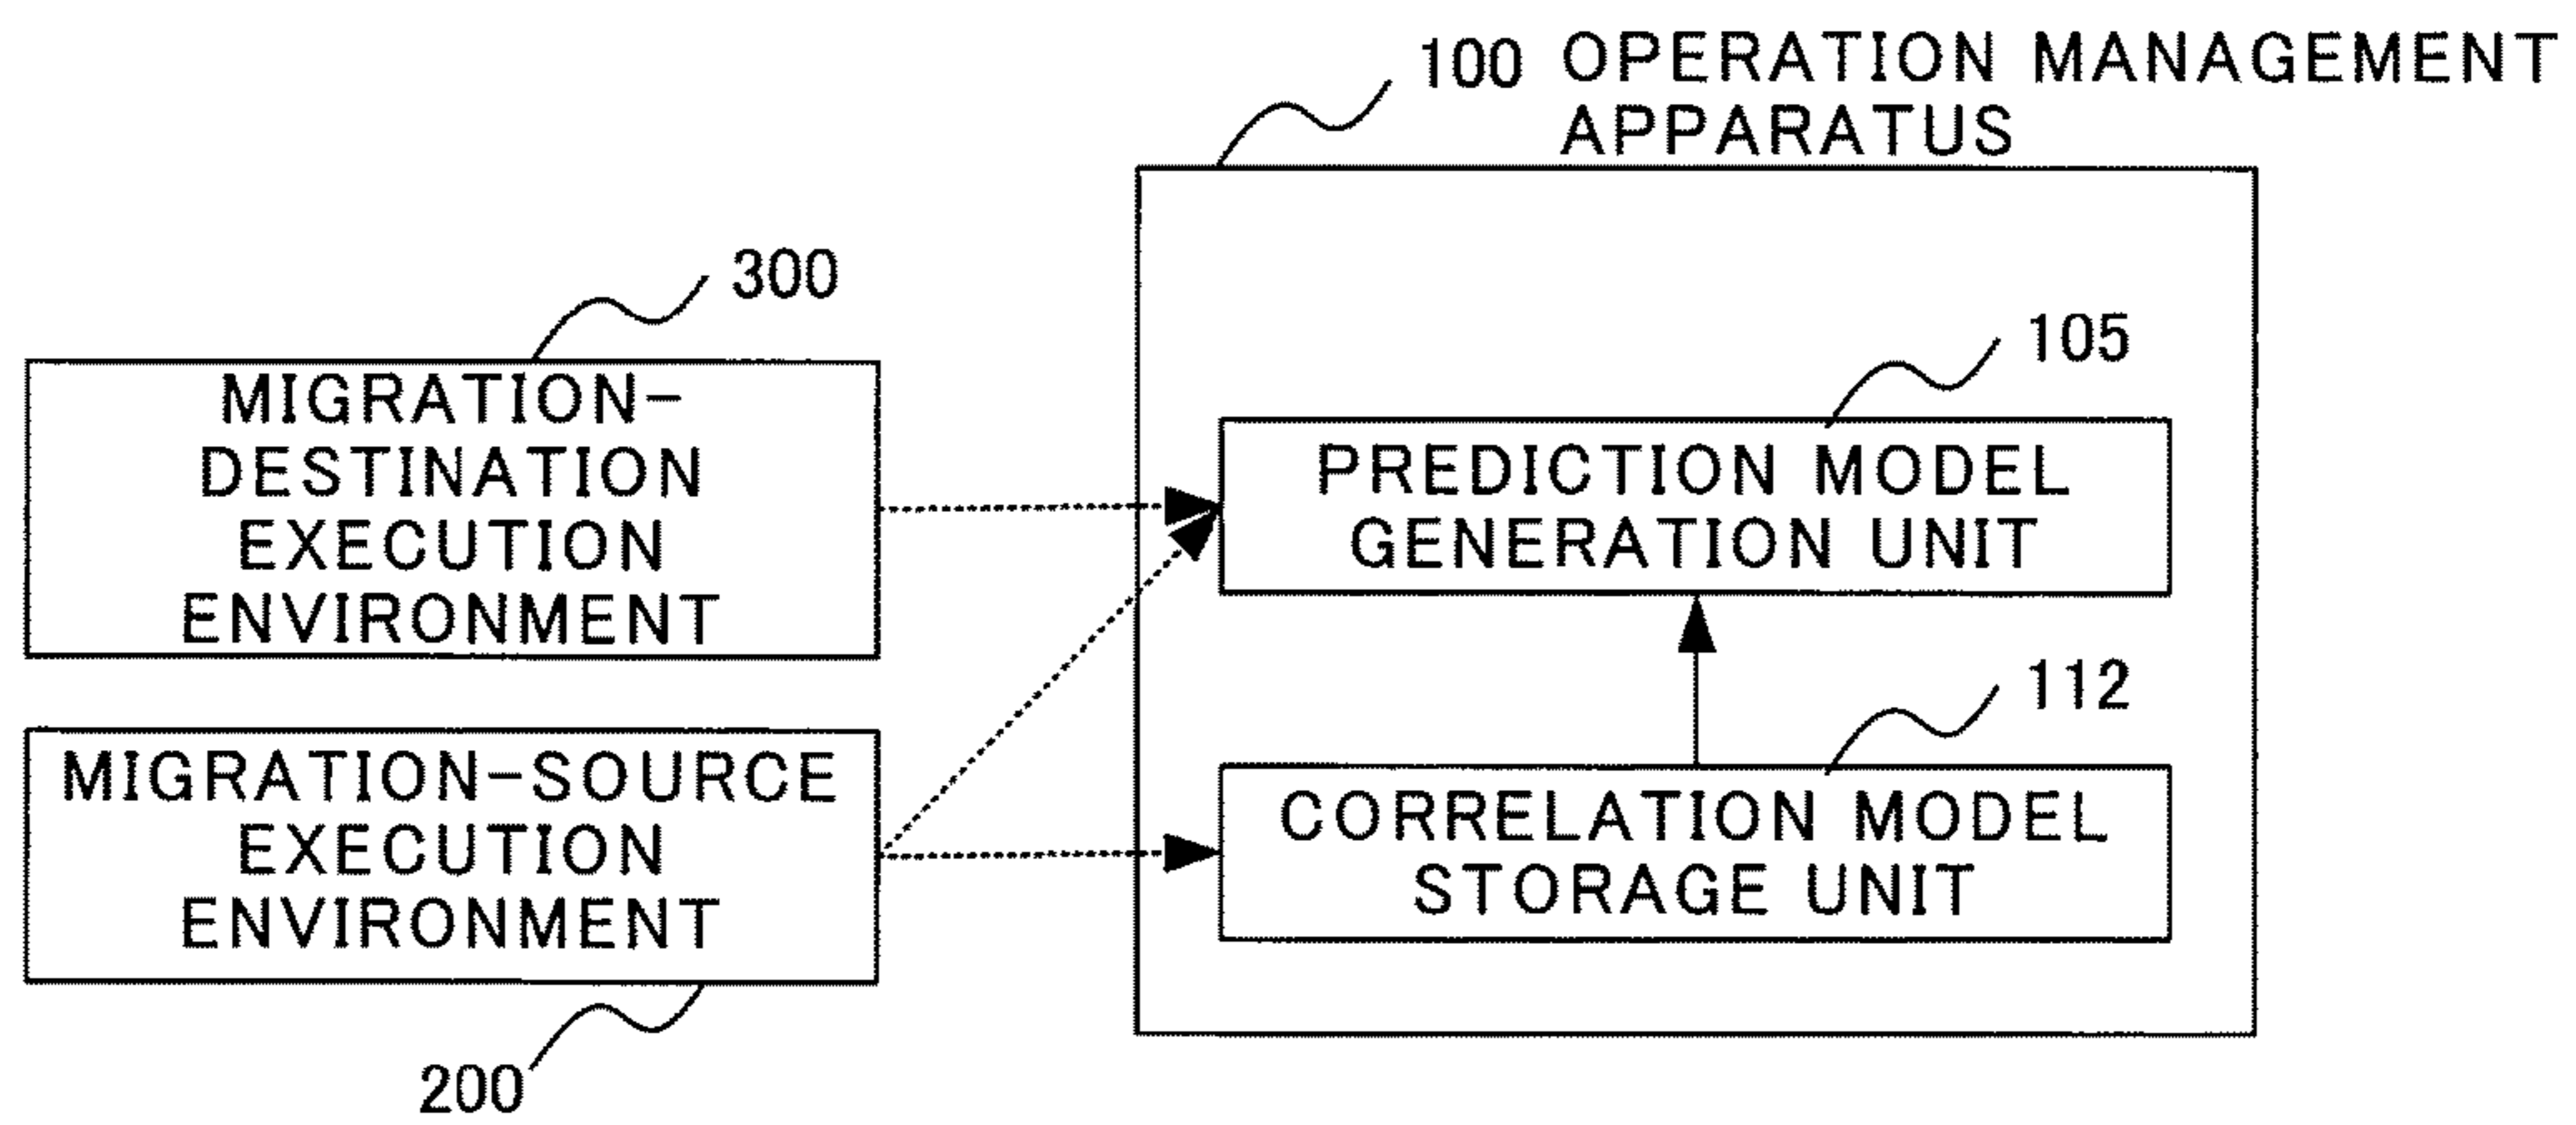 100 OPERATION MANAGEMENT
APPARATUS
300
MIGRATION-
DESTINATION
EXECUTION
ENVIRONMENT
105
PREDICTION MODEL
GENERATION UNIT
MIGRATION-SOURCE
EXECUTION
ENVIRONMENT
200
112
CORRELATION MODEL
STORAGE UNIT